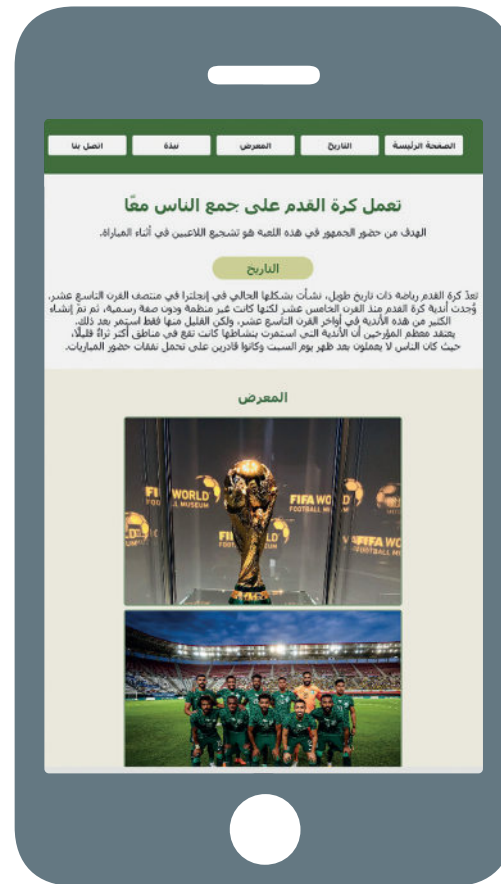 الصفحة الرئيسة
التاريخ
المعرض
نبذة
اتصل بنا
تعمل كرة القدم على جمع الناس معًا
الهدف من حضور الجمهور في هذه اللعبة هو تشجيع اللاعبين في أثناء المباراة.
التاريخ
تعدّ كرة القدم رياضة ذات تاريخ طويل، نشأت بشكلها الحالي في إنجلترا في منتصف القرن التاسع عشر.
وُجدت أندية كرة القدم منذ القرن الخامس عشر لكنها كانت غير منظمة ودون صفة رسمية، ثم تمّ إنشاء
الكثير من هذه الأندية في أواخر القرن التاسع عشر، ولكن القليل منها فقط استمر بعد ذلك.
يعتقد معظم المؤرخين أن الأندية التي استمرت بنشاطها كانت تقع في مناطق أكثر ثراءً قليلًا،
حيث كان الناس لا يعملون بعد ظهر يوم السبت وكانوا قادرين على تحمل نفقات حضور المباريات.
المعرض
FIFA WORLD
FOOTBALL MUSEUM